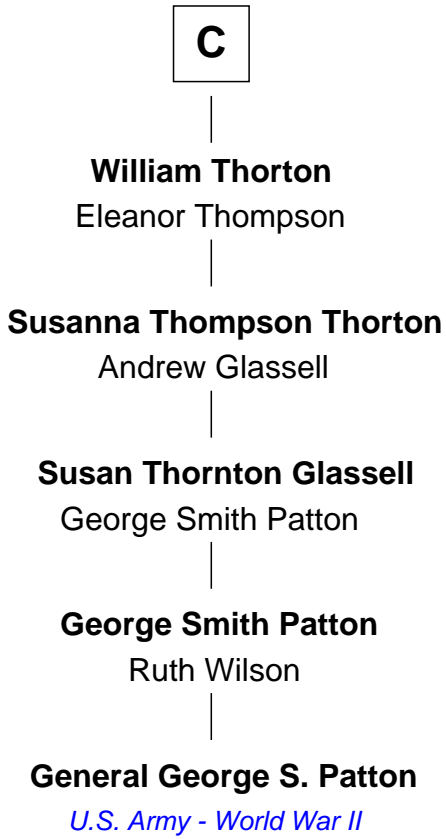 C
William Thorton
Eleanor Thompson
Susanna Thompson Thorton
Andrew Glassell
Susan Thornton Glassell
George Smith Patton
George Smith Patton
Ruth Wilson
General George S. Patton
U.S. Army - World War II